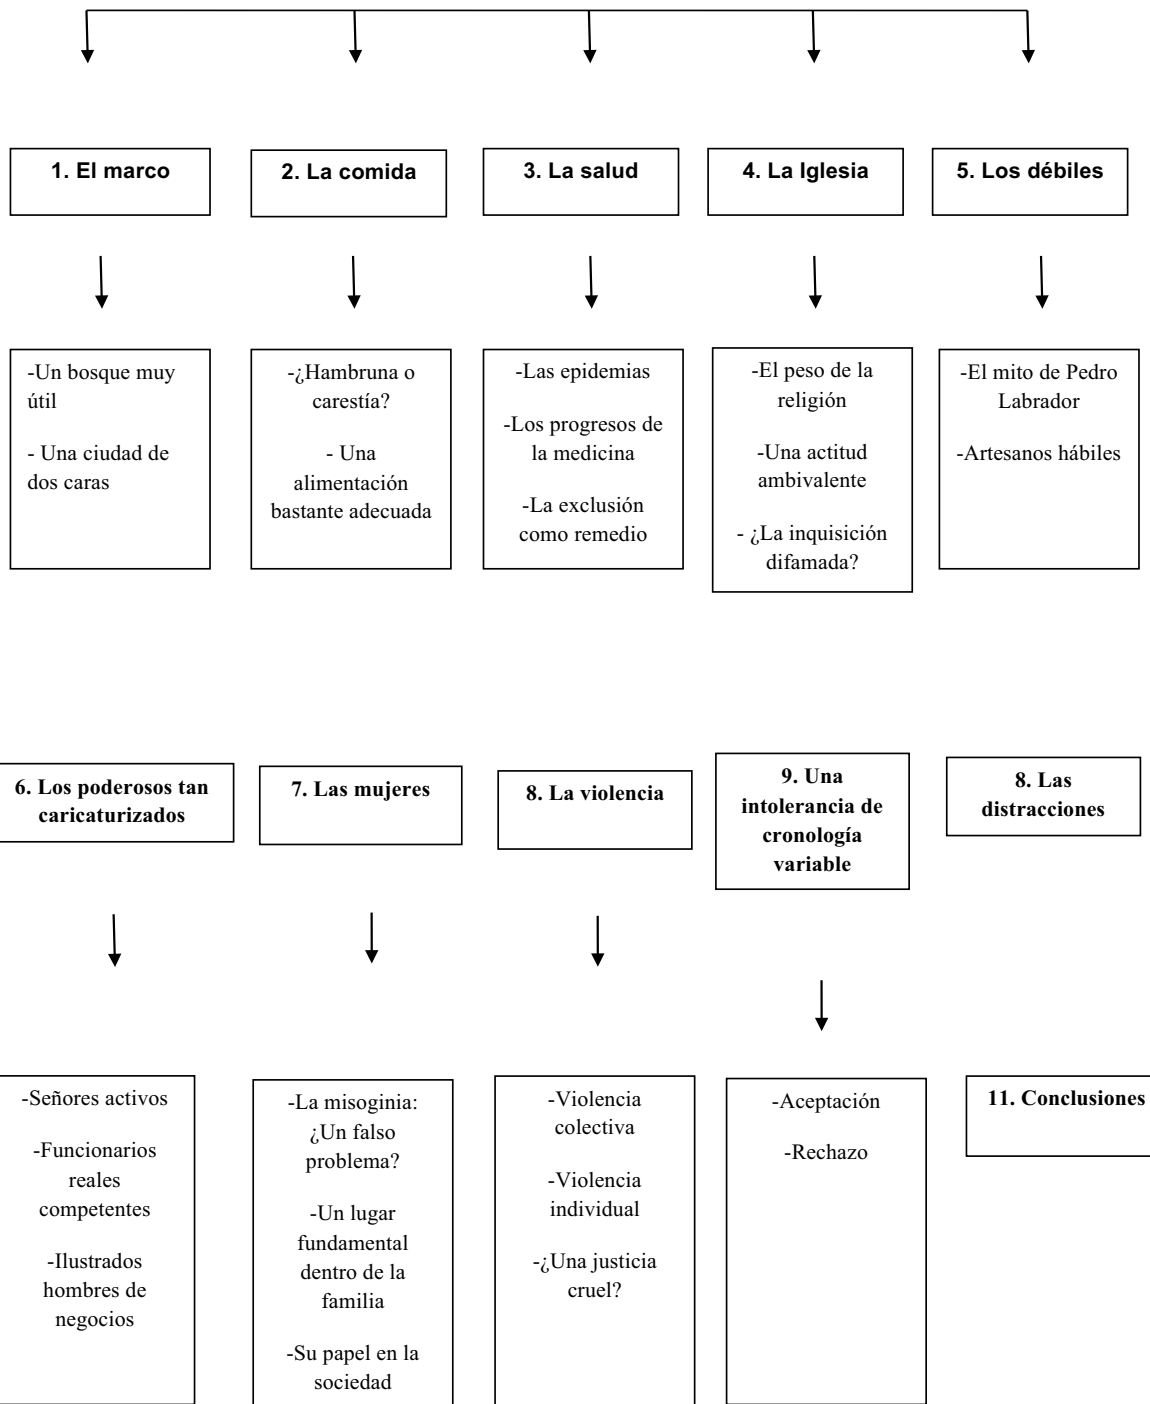 1. El marco
2. La comida
3. La salud
4. La Iglesia
5. Los débiles
-Un bosque muy
útil
- Una ciudad de
dos caras
-¿Hambruna o
carestía?
- Una
alimentación
bastante adecuada
-Las epidemias
-Los progresos de
la medicina
-La exclusión
como remedio
-El peso de la
religión
-Una actitud
ambivalente
- ¿La inquisición
difamada?
-El mito de Pedro
Labrador
-Artesanos hábiles
6. Los poderosos tan
caricaturizados
7. Las mujeres
8. La violencia
9. Una
intolerancia de
cronología
variable
8. Las
distracciones
-Señores activos
-Funcionarios
reales
competentes
-Ilustrados
hombres de
negocios
-La misoginia:
¿Un falso
problema?
-Un lugar
fundamental
dentro de la
familia
-Su papel en la
sociedad
-Violencia
colectiva
-Violencia
individual
-¿Una justicia
cruel?
-Aceptación
-Rechazo
11. Conclusiones